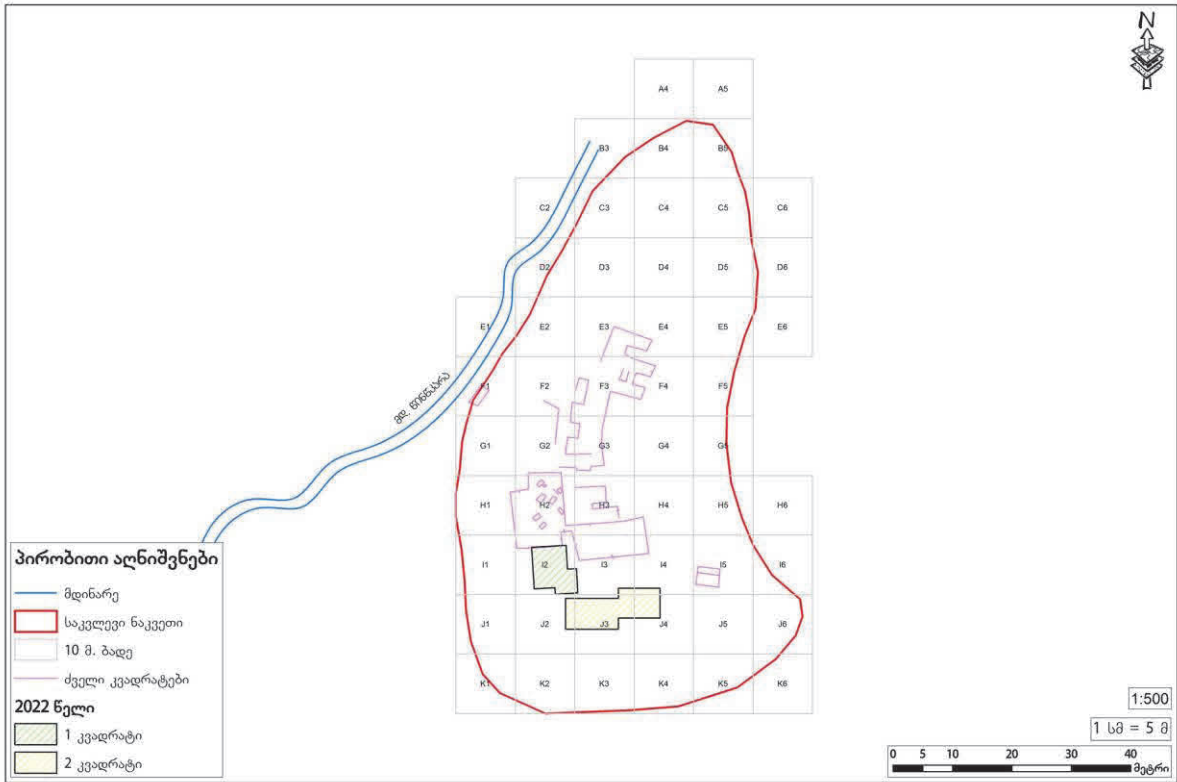 N
A4 A5
B3 B4 B5
C2 C3 C4 C5 C6
D2 D3 D4 D5 D6
E1 E2 E3 E4 E5 E6
F1 F2 F3 F4 F5
G1 G2 G3 G4 G5
H1 H2 H3 H4 H5 H6
I1 I2 I3 I4 I5 I6
J1 J2 J3 J4 J5 J6
K1 K2 K3 K4 K5 K6
მდ.
პირობითი აღნიშვნები
მდინარე
საკვლევი ნაკვეთი
10 მ. ბადე
ძველი კვადრატები
2022 წელი
1 კვადრატი
2 კვადრატი
1:500
1 სმ = 5 მ
0 5 10 20 30 40
მეტრი